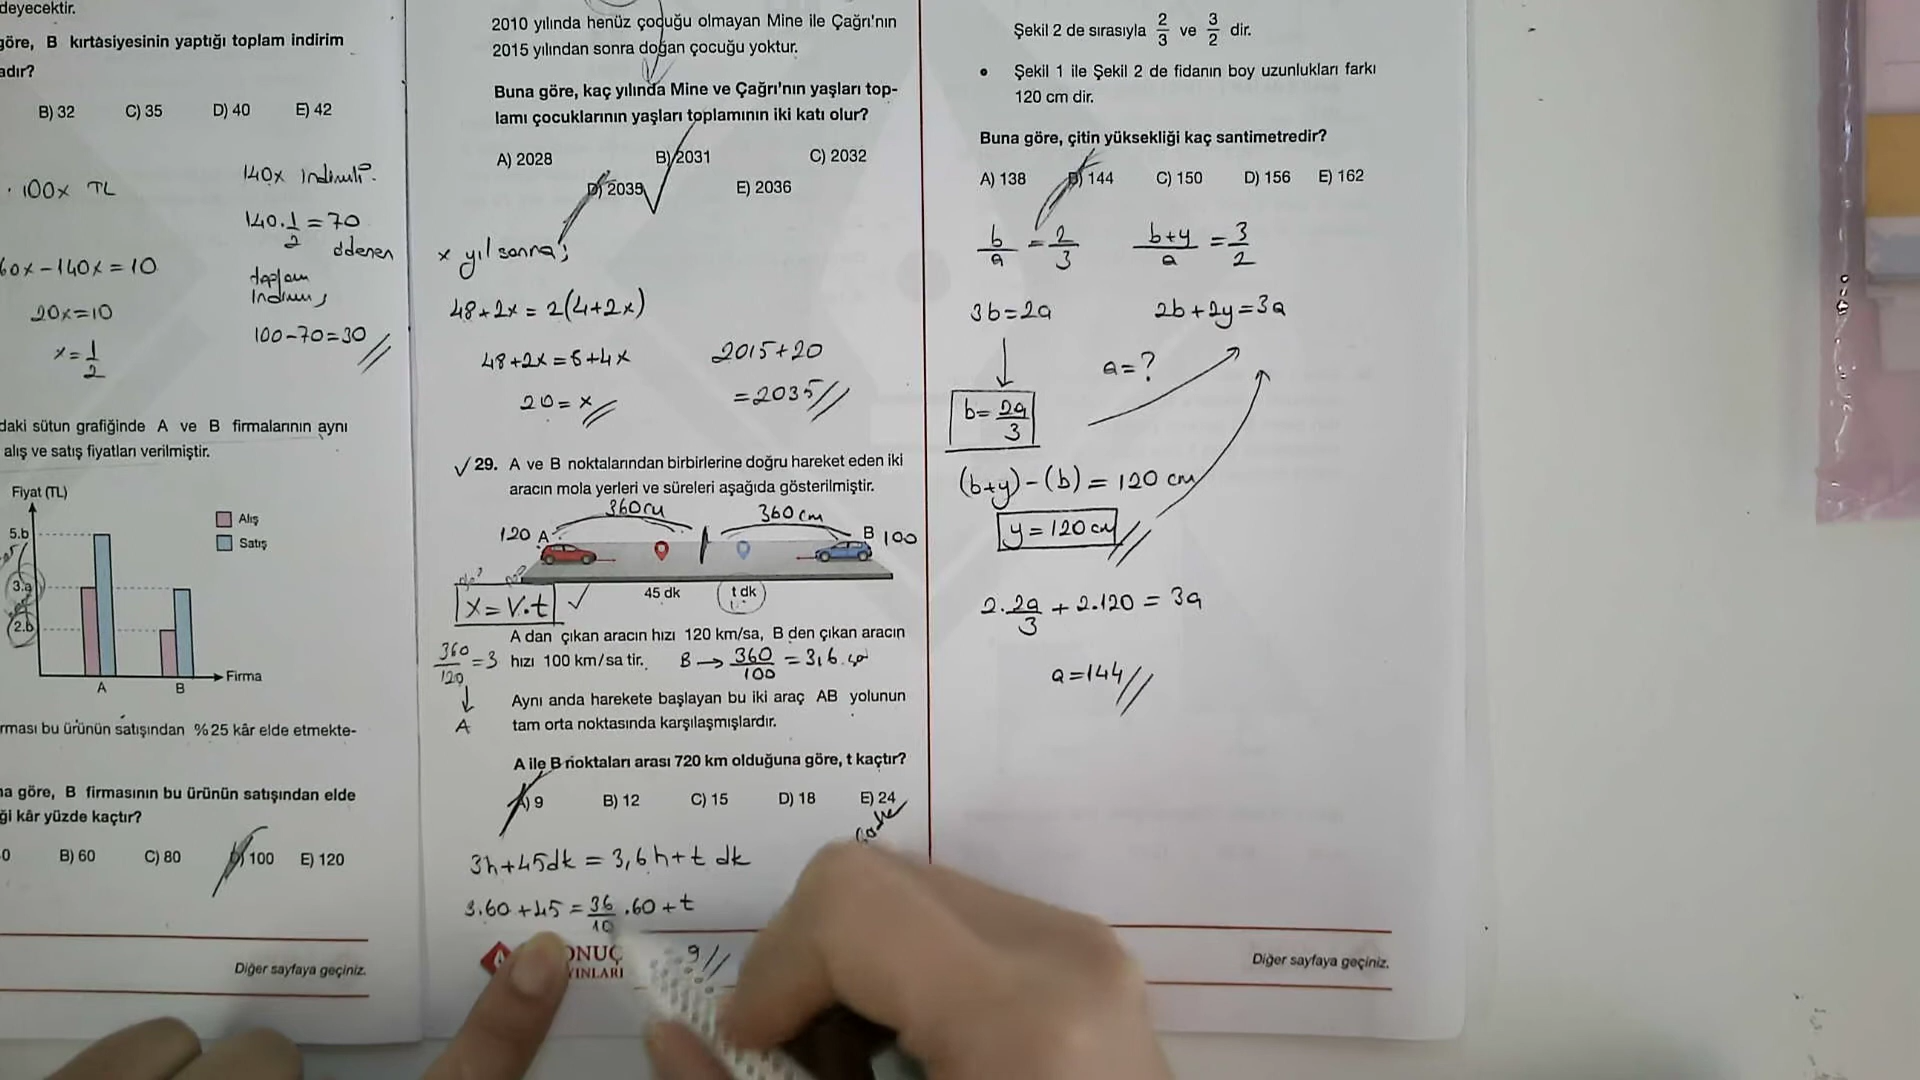 deyecektir.
göre, B kırtasiyesinin yaptığı toplam indirim
adır?
B) 32 C) 35 D) 40 E) 42
100x TL
140x indirimli
140.1/2 = 70
ödenen
60x-140x=10
toplam
indirim;
20x=10
100-70=30
x=1/2
daki sütun grafiğinde A ve B firmalarının aynı
alış ve satış fiyatları verilmiştir.
Fiyat (TL)
Alış
Satış
5.b
3.a
2.b
A B Firma
rması bu ürünün satışından %25 kâr elde etmekte-
na göre, B firmasının bu ürünün satışından elde
ği kâr yüzde kaçtır?
0 B) 60 C) 80 D) 100 E) 120
Diğer sayfaya geçiniz.
2010 yılında henüz çocuğu olmayan Mine ile Çağrı'nın
2015 yılından sonra doğan çocuğu yoktur.
Buna göre, kaç yılında Mine ve Çağrı'nın yaşları top-
lamı çocuklarının yaşları toplamının iki katı olur?
A) 2028 B) 2031 C) 2032
D) 2035 E) 2036
x yıl sonra;
48+2x = 2(4+2x)
48+2x=8+4x
2015+20
20=x
=2035
29. A ve B noktalarından birbirlerine doğru hareket eden iki
aracın mola yerleri ve süreleri aşağıda gösterilmiştir.
360 cm
120 A B 100
45 dk t dk
x=V.t
A dan çıkan aracın hızı 120 km/sa, B den çıkan aracın
hızı 100 km/sa tir.
360/120=3
B → 360/100 = 3,6 sa
A
Aynı anda harekete başlayan bu iki araç AB yolunun
tam orta noktasında karşılaşmışlardır.
A ile B noktaları arası 720 km olduğuna göre, t kaçtır?
A) 9 B) 12 C) 15 D) 18 E) 24
3h+45dk = 3,6h+t dk
3.60+45=36/10.60+t
9
Şekil 2 de sırasıyla 2/3 ve 3/2 dir.
• Şekil 1 ile Şekil 2 de fidanın boy uzunlukları farkı
120 cm dir.
Buna göre, çitin yüksekliği kaç santimetredir?
A) 138 B) 144 C) 150 D) 156 E) 162
b/a = 2/3 b+y/a = 3/2
3b=2a 2b+2y=3a
a=?
b=2a/3
(b+y)-(b) = 120 cm
y=120 cm
2.2a/3 + 2.120 = 3a
a=144
Diğer sayfaya geçiniz.